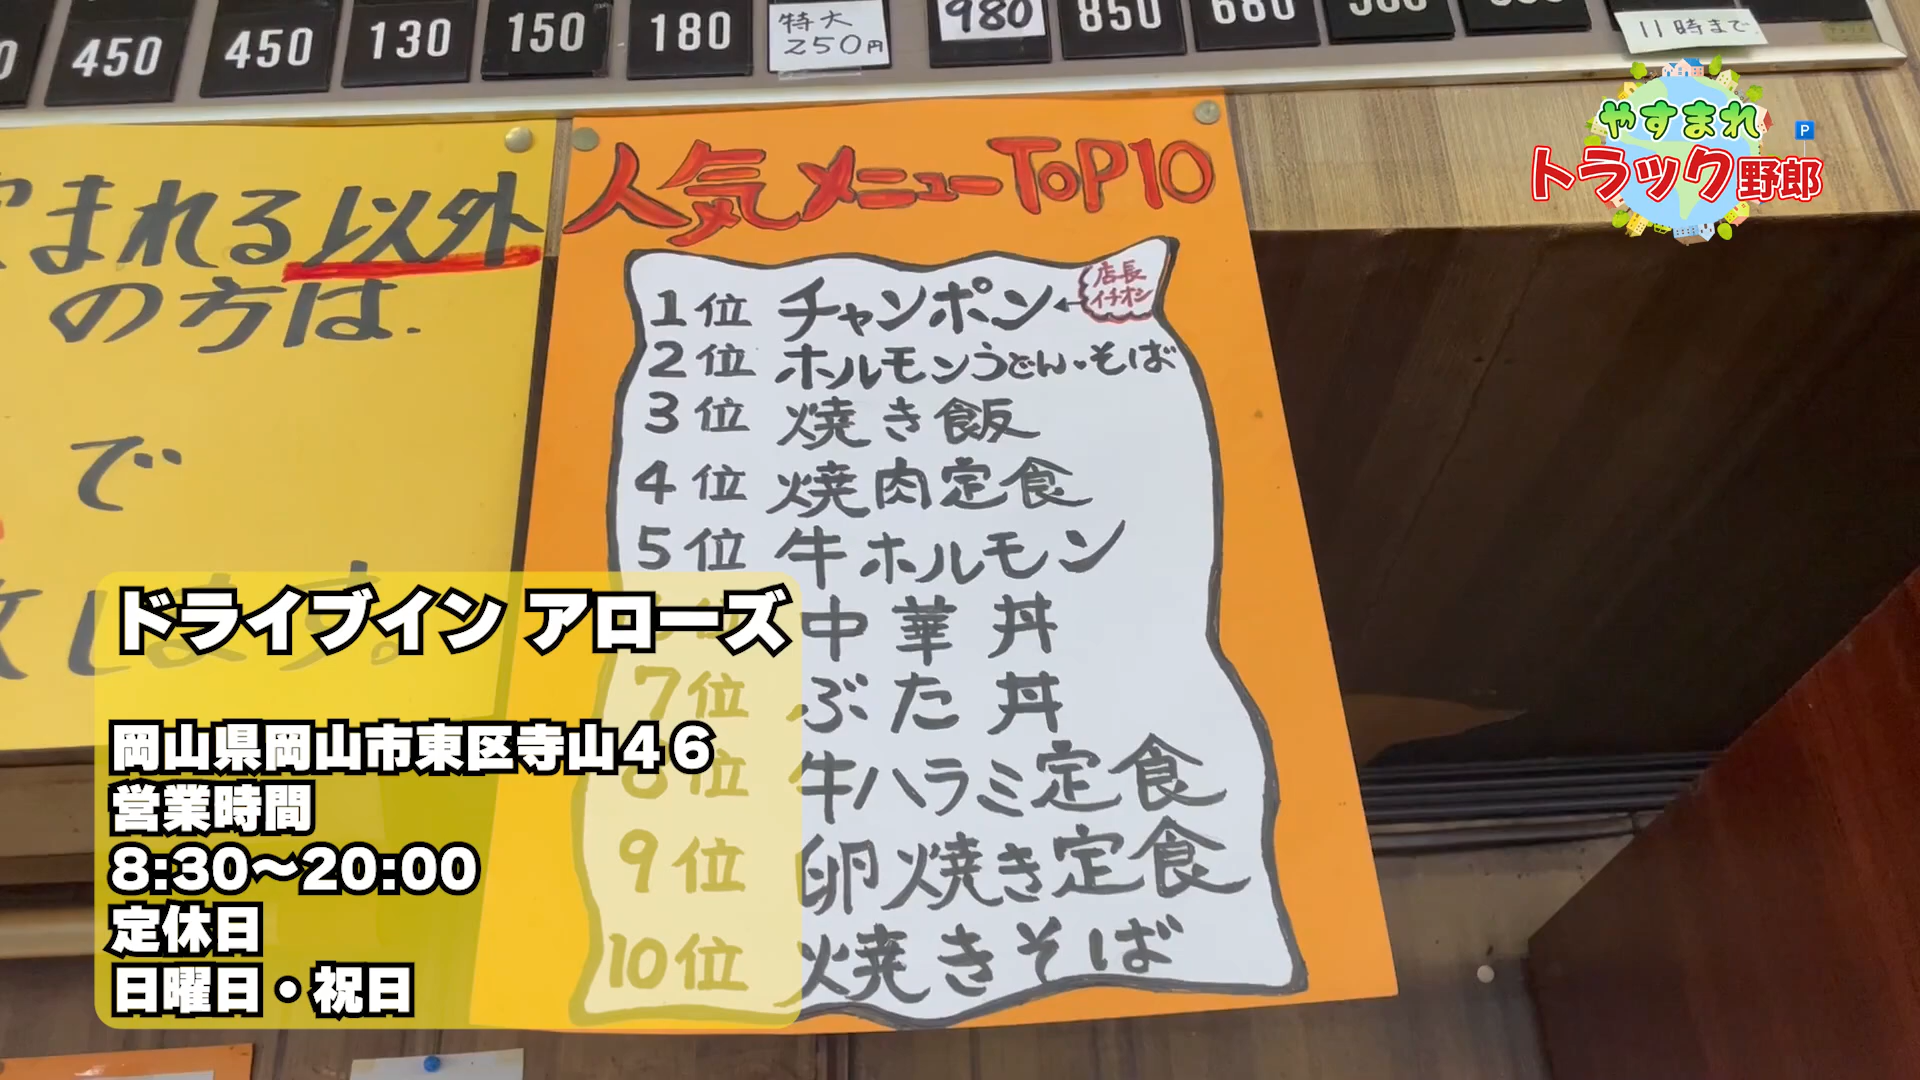 450
450
130
150
180
特大
250円
980
850
680
11時まで
やすまれ
トラック野郎
P
まれる以外
の方は.
で
します。
人気メニューTOP10
1位 チャンポン
店長
イチオシ
2位 ホルモンうどん・そば
3位 焼き飯
4位 焼肉定食
5位 牛ホルモン
中華丼
7位 ぶた丼
8位 牛ハラミ定食
9位 卵焼き定食
10位 焼きそば
ドライブイン アローズ
岡山県岡山市東区寺山46
営業時間
8:30〜20:00
定休日
日曜日・祝日